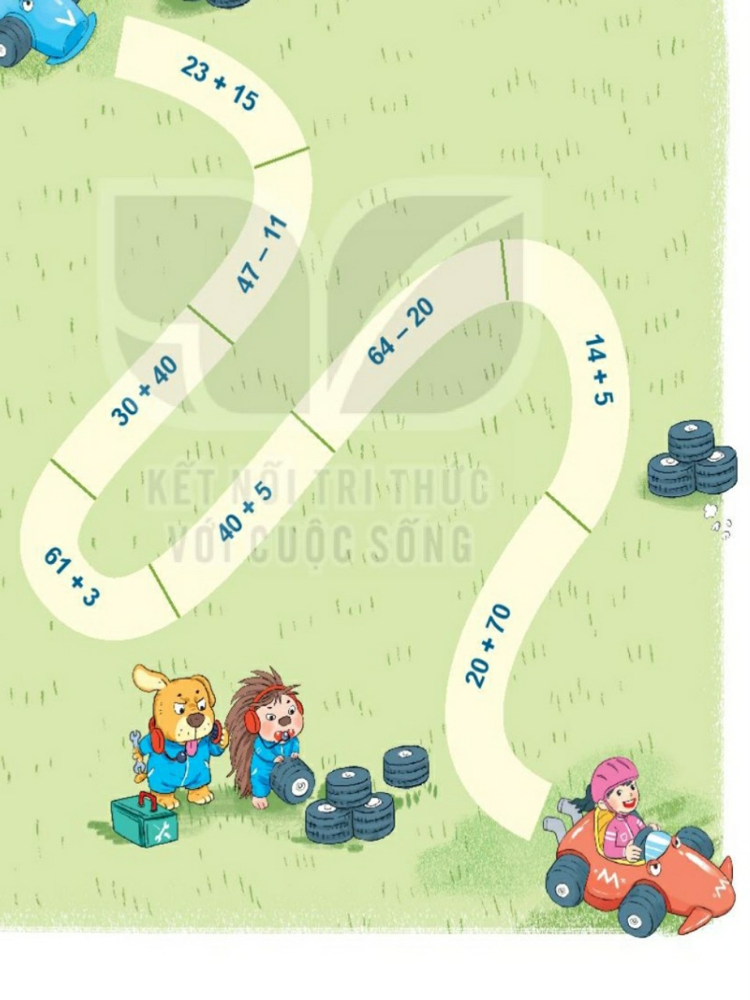 V
23 + 15
47 – 11
30 + 40
61 + 3
40 + 5
64 – 20
14 + 5
20 + 70
KẾT NỐI TRI THỨC
VỚI CUỘC SỐNG
M
M